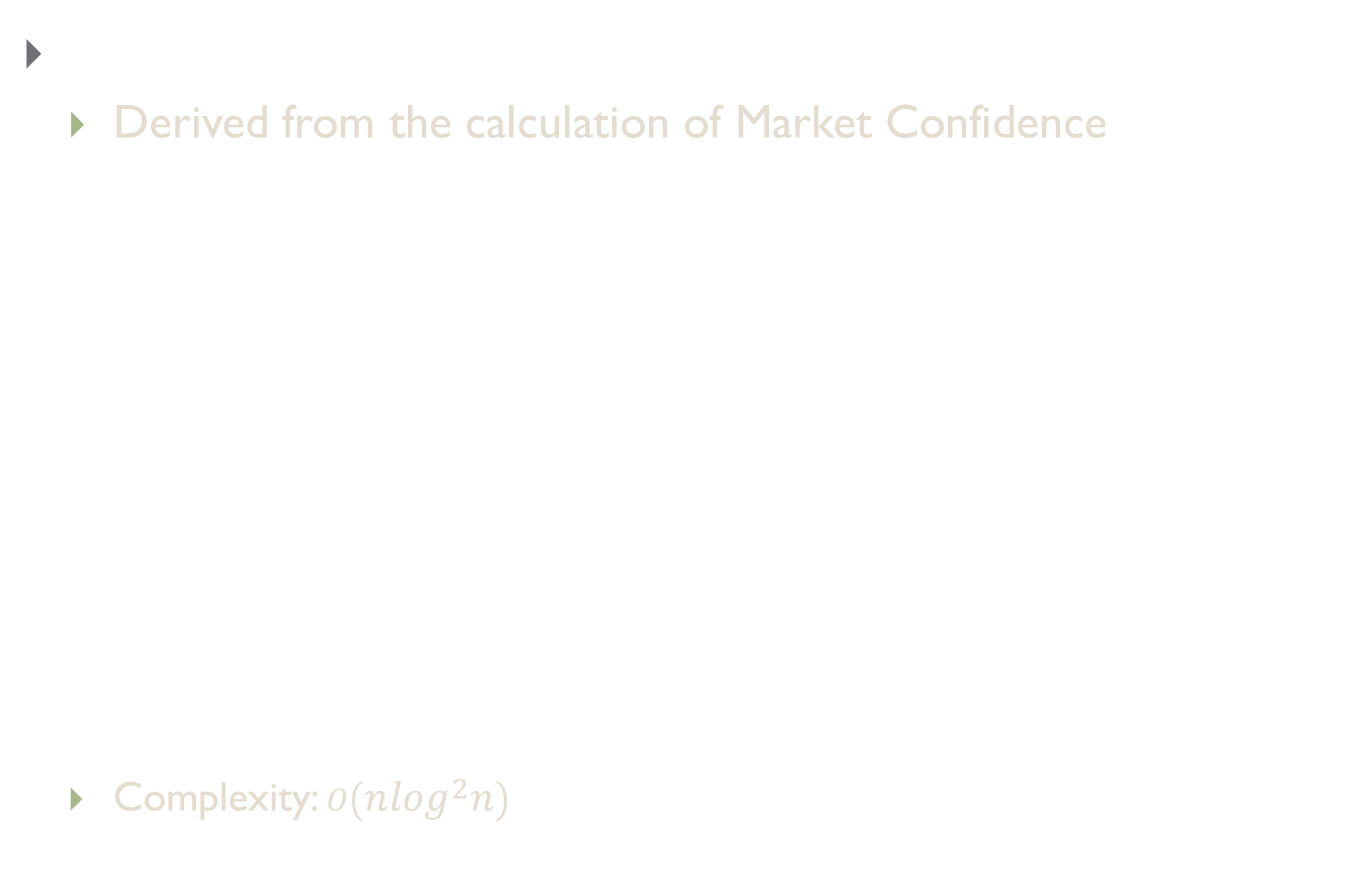 Derived from the calculation of Market Confidence
Complexity: O(nlog²n)